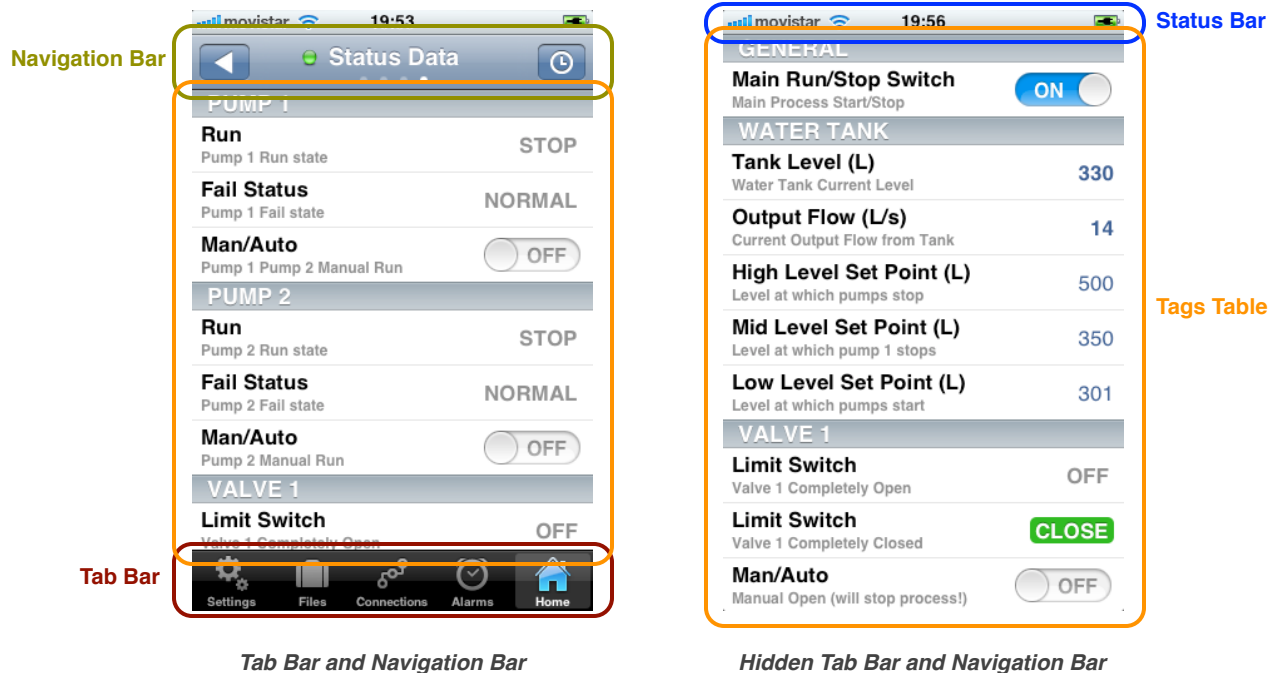 movistar 19:53
Navigation Bar
Status Data
PUMP 1
Run
Pump 1 Run state
STOP
Fail Status
Pump 1 Fail state
NORMAL
Man/Auto
Pump 1 Pump 2 Manual Run
OFF
PUMP 2
Run
Pump 2 Run state
STOP
Fail Status
Pump 2 Fail state
NORMAL
Man/Auto
Pump 2 Manual Run
OFF
VALVE 1
Limit Switch
Valve 1 Completely Open
OFF
Tab Bar
Settings Files Connections Alarms Home
Tab Bar and Navigation Bar
movistar 19:56
Status Bar
GENERAL
Main Run/Stop Switch
Main Process Start/Stop
ON
WATER TANK
Tank Level (L)
Water Tank Current Level
330
Output Flow (L/s)
Current Output Flow from Tank
14
High Level Set Point (L)
Level at which pumps stop
500
Tags Table
Mid Level Set Point (L)
Level at which pump 1 stops
350
Low Level Set Point (L)
Level at which pumps start
301
VALVE 1
Limit Switch
Valve 1 Completely Open
OFF
Limit Switch
Valve 1 Completely Closed
CLOSE
Man/Auto
Manual Open (will stop process!)
OFF
Hidden Tab Bar and Navigation Bar